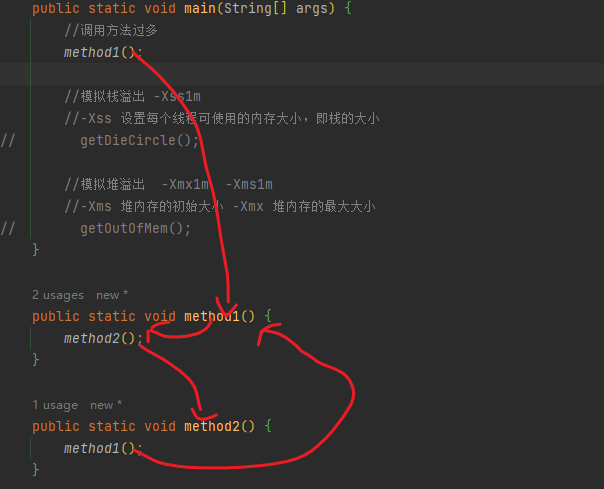 public static void main(String[] args) {
//调用方法过多
method1();
//模拟栈溢出 -Xss1m
//-Xss 设置每个线程可使用的内存大小，即栈的大小
// getDieCircle();
//模拟堆溢出  -Xmx1m  -Xms1m
//-Xms 堆内存的初始大小 -Xmx 堆内存的最大大小
// getOutOfMem();
}
2 usages new *
public static void method1() {
method2();
}
1 usage new *
public static void method2() {
method1();
}